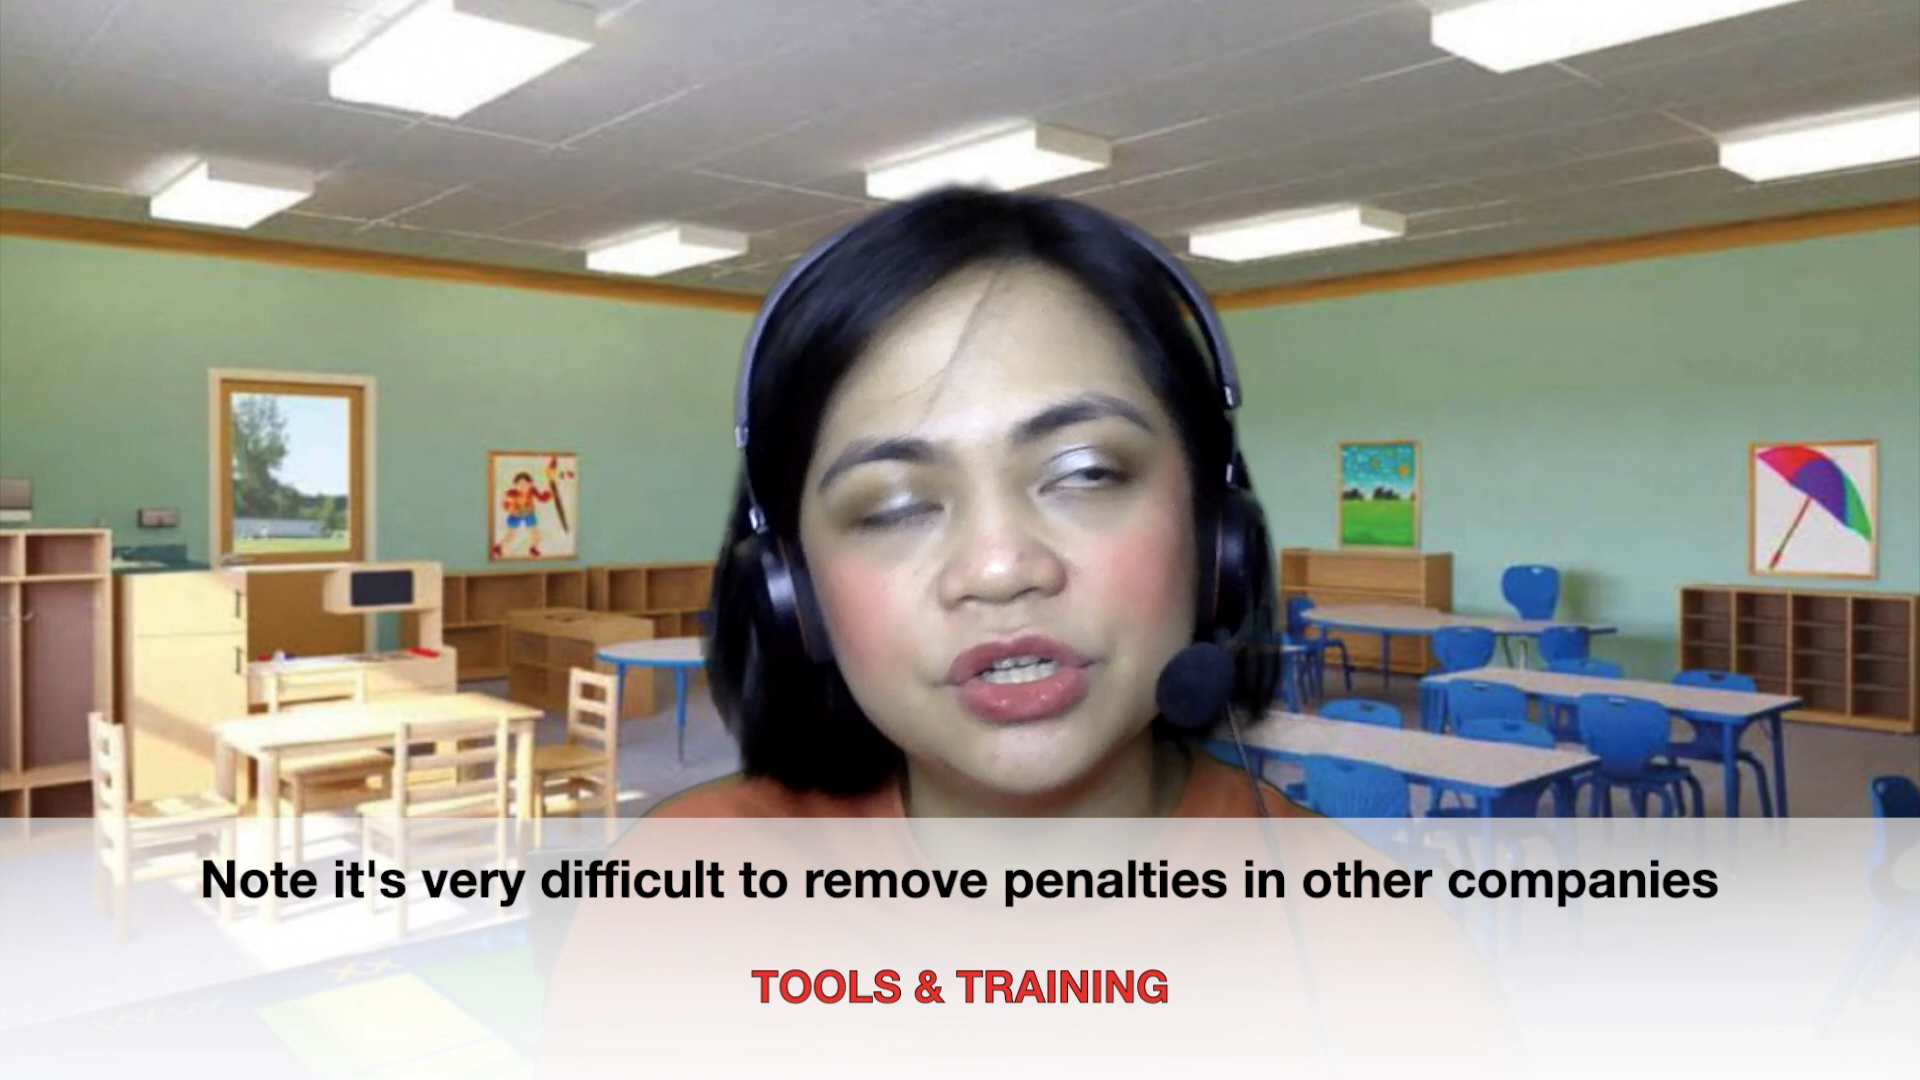 Note it's very difficult to remove penalties in other companies
TOOLS & TRAINING